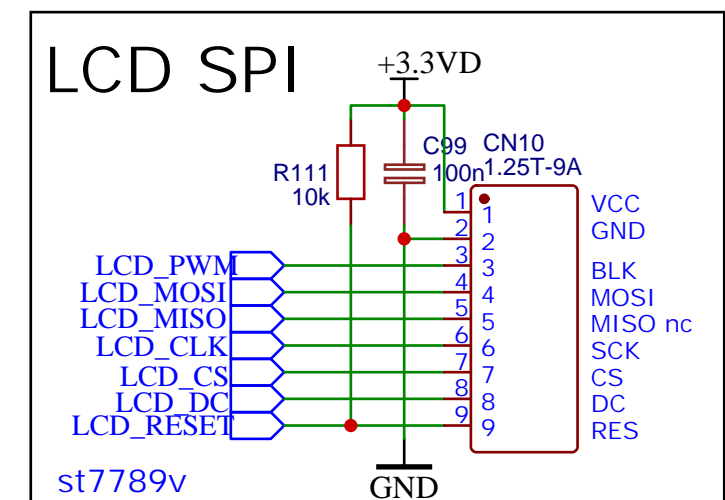 LCD SPI
+3.3VD
C99
100n
R111
10k
CN10
1.25T-9A
1 1 VCC
2 2 GND
LCD_PWM 3 3 BLK
LCD_MOSI 4 4 MOSI
LCD_MISO 5 5 MISO nc
LCD_CLK 6 6 SCK
LCD_CS 7 7 CS
LCD_DC 8 8 DC
LCD_RESET 9 9 RES
st7789v
GND